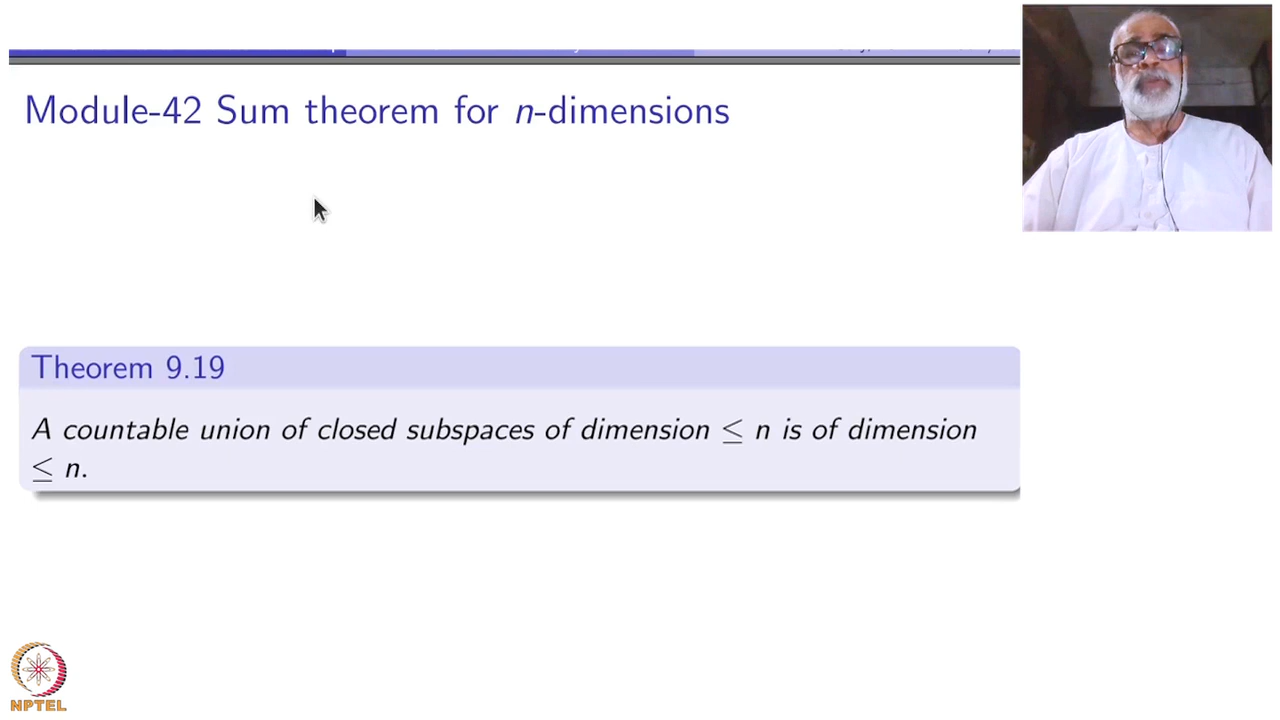 Module-42 Sum theorem for n-dimensions
Theorem 9.19
A countable union of closed subspaces of dimension ≤ n is of dimension
≤ n.
NPTEL